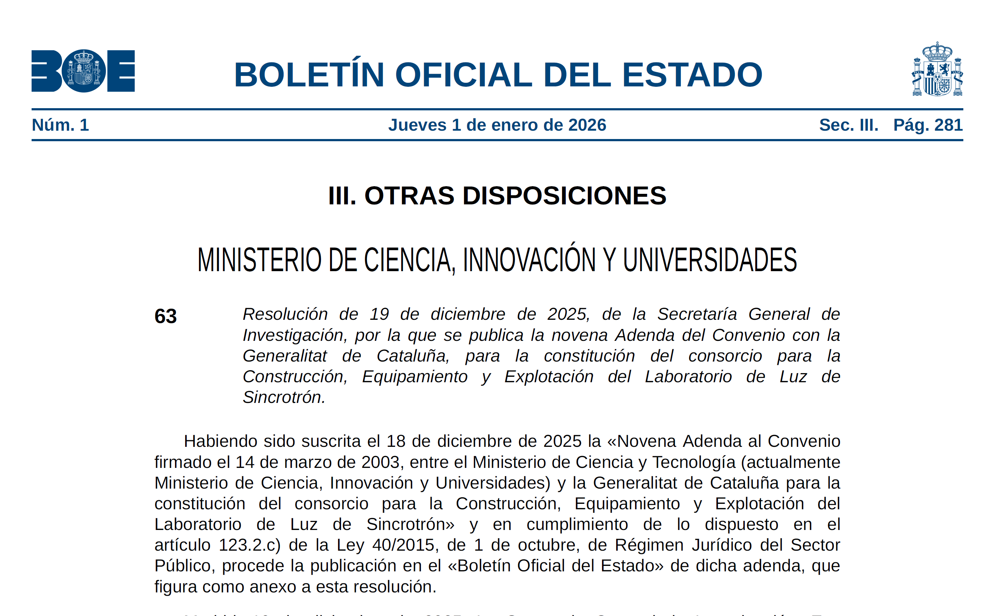 BOE
BOLETÍN OFICIAL DEL ESTADO
Núm. 1
Jueves 1 de enero de 2026
Sec. III. Pág. 281
III. OTRAS DISPOSICIONES
MINISTERIO DE CIENCIA, INNOVACIÓN Y UNIVERSIDADES
63
Resolución de 19 de diciembre de 2025, de la Secretaría General de
Investigación, por la que se publica la novena Adenda del Convenio con la
Generalitat de Cataluña, para la constitución del consorcio para la
Construcción, Equipamiento y Explotación del Laboratorio de Luz de
Sincrotrón.
Habiendo sido suscrita el 18 de diciembre de 2025 la «Novena Adenda al Convenio
firmado el 14 de marzo de 2003, entre el Ministerio de Ciencia y Tecnología (actualmente
Ministerio de Ciencia, Innovación y Universidades) y la Generalitat de Cataluña para la
constitución del consorcio para la Construcción, Equipamiento y Explotación del
Laboratorio de Luz de Sincrotrón» y en cumplimiento de lo dispuesto en el
artículo 123.2.c) de la Ley 40/2015, de 1 de octubre, de Régimen Jurídico del Sector
Público, procede la publicación en el «Boletín Oficial del Estado» de dicha adenda, que
figura como anexo a esta resolución.